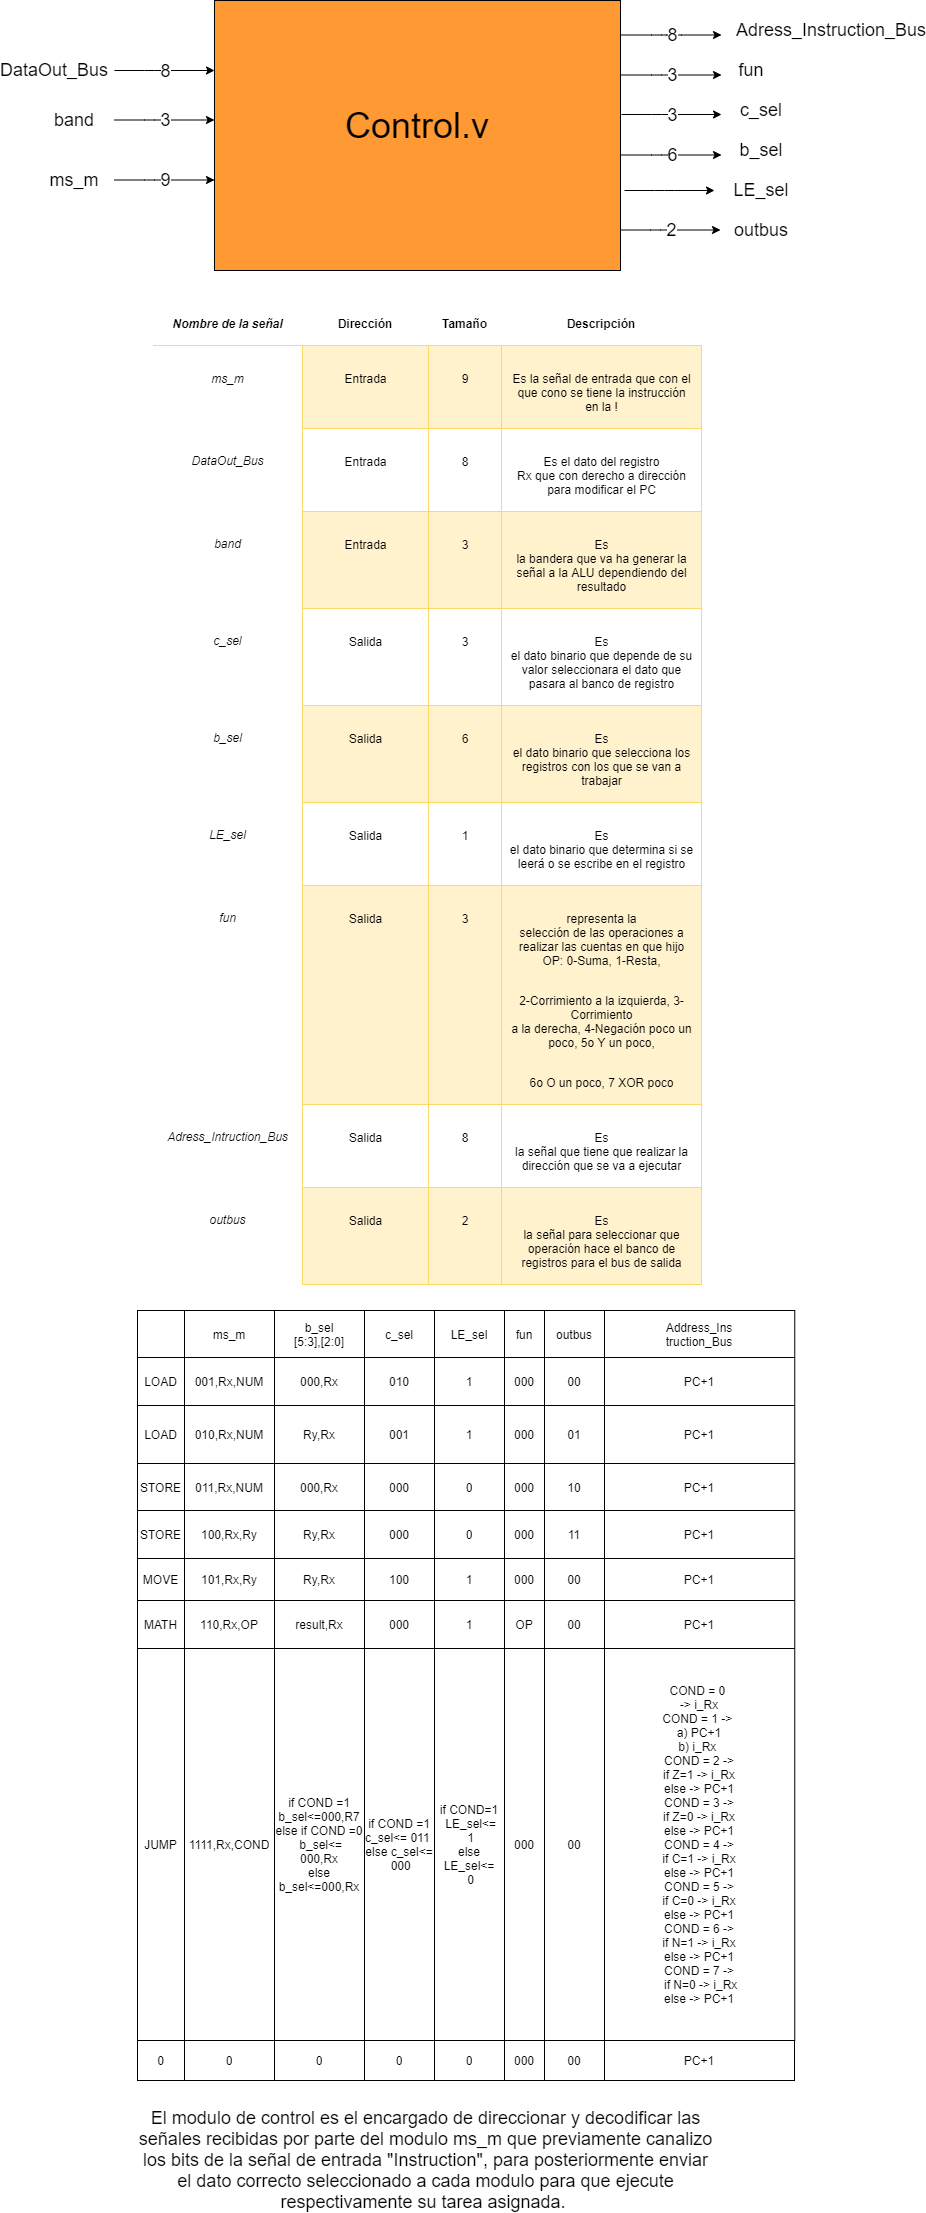 DataOut_Bus
8
band
3
ms_m
9
Control.v
8
Adress_Instruction_Bus
3
fun
3
c_sel
6
b_sel
LE_sel
2
outbus
Nombre de la señal Dirección Tamaño Descripción
ms_m Entrada 9 Es la señal de entrada que con el
que cono se tiene la instrucción
en la !
DataOut_Bus Entrada 8 Es el dato del registro
Rx que con derecho a dirección
para modificar el PC
band Entrada 3 Es
la bandera que va ha generar la
señal a la ALU dependiendo del
resultado
c_sel Salida 3 Es
el dato binario que depende de su
valor seleccionara el dato que
pasara al banco de registro
b_sel Salida 6 Es
el dato binario que selecciona los
registros con los que se van a
trabajar
LE_sel Salida 1 Es
el dato binario que determina si se
leerá o se escribe en el registro
fun Salida 3 representa la
selección de las operaciones a
realizar las cuentas en que hijo
OP: 0-Suma, 1-Resta,
2-Corrimiento a la izquierda, 3-
Corrimiento
a la derecha, 4-Negación poco un
poco, 5o Y un poco,
6o O un poco, 7 XOR poco
Adress_Intruction_Bus Salida 8 Es
la señal que tiene que realizar la
dirección que se va a ejecutar
outbus Salida 2 Es
la señal para seleccionar que
operación hace el banco de
registros para el bus de salida
ms_m b_sel [5:3],[2:0] c_sel LE_sel fun outbus Address_Ins
truction_Bus
LOAD 001,Rx,NUM 000,Rx 010 1 000 00 PC+1
LOAD 010,Rx,NUM Ry,Rx 001 1 000 01 PC+1
STORE 011,Rx,NUM 000,Rx 000 0 000 10 PC+1
STORE 100,Rx,Ry Ry,Rx 000 0 000 11 PC+1
MOVE 101,Rx,Ry Ry,Rx 100 1 000 00 PC+1
MATH 110,Rx,OP result,Rx 000 1 OP 00 PC+1
JUMP
1111,Rx,COND
if COND =1
b_sel<=000,R7
else if COND =0
b_sel<=
000,Rx
else
b_sel<=000,Rx
if COND =1
c_sel<= 011
else c_sel<=
000
if COND=1
LE_sel<=
1
else
LE_sel<=
0
000
00
COND = 0
-> i_Rx
COND = 1 ->
a) PC+1
b) i_Rx
COND = 2 ->
if Z=1 -> i_Rx
else -> PC+1
COND = 3 ->
if Z=0 -> i_Rx
else -> PC+1
COND = 4 ->
if C=1 -> i_Rx
else -> PC+1
COND = 5 ->
if C=0 -> i_Rx
else -> PC+1
COND = 6 ->
if N=1 -> i_Rx
else -> PC+1
COND = 7 ->
if N=0 -> i_Rx
else -> PC+1
0 0 0 0 0 000 00 PC+1
El modulo de control es el encargado de direccionar y decodificar las
señales recibidas por parte del modulo ms_m que previamente canalizo
los bits de la señal de entrada "Instruction", para posteriormente enviar
el dato correcto seleccionado a cada modulo para que ejecute
respectivamente su tarea asignada.